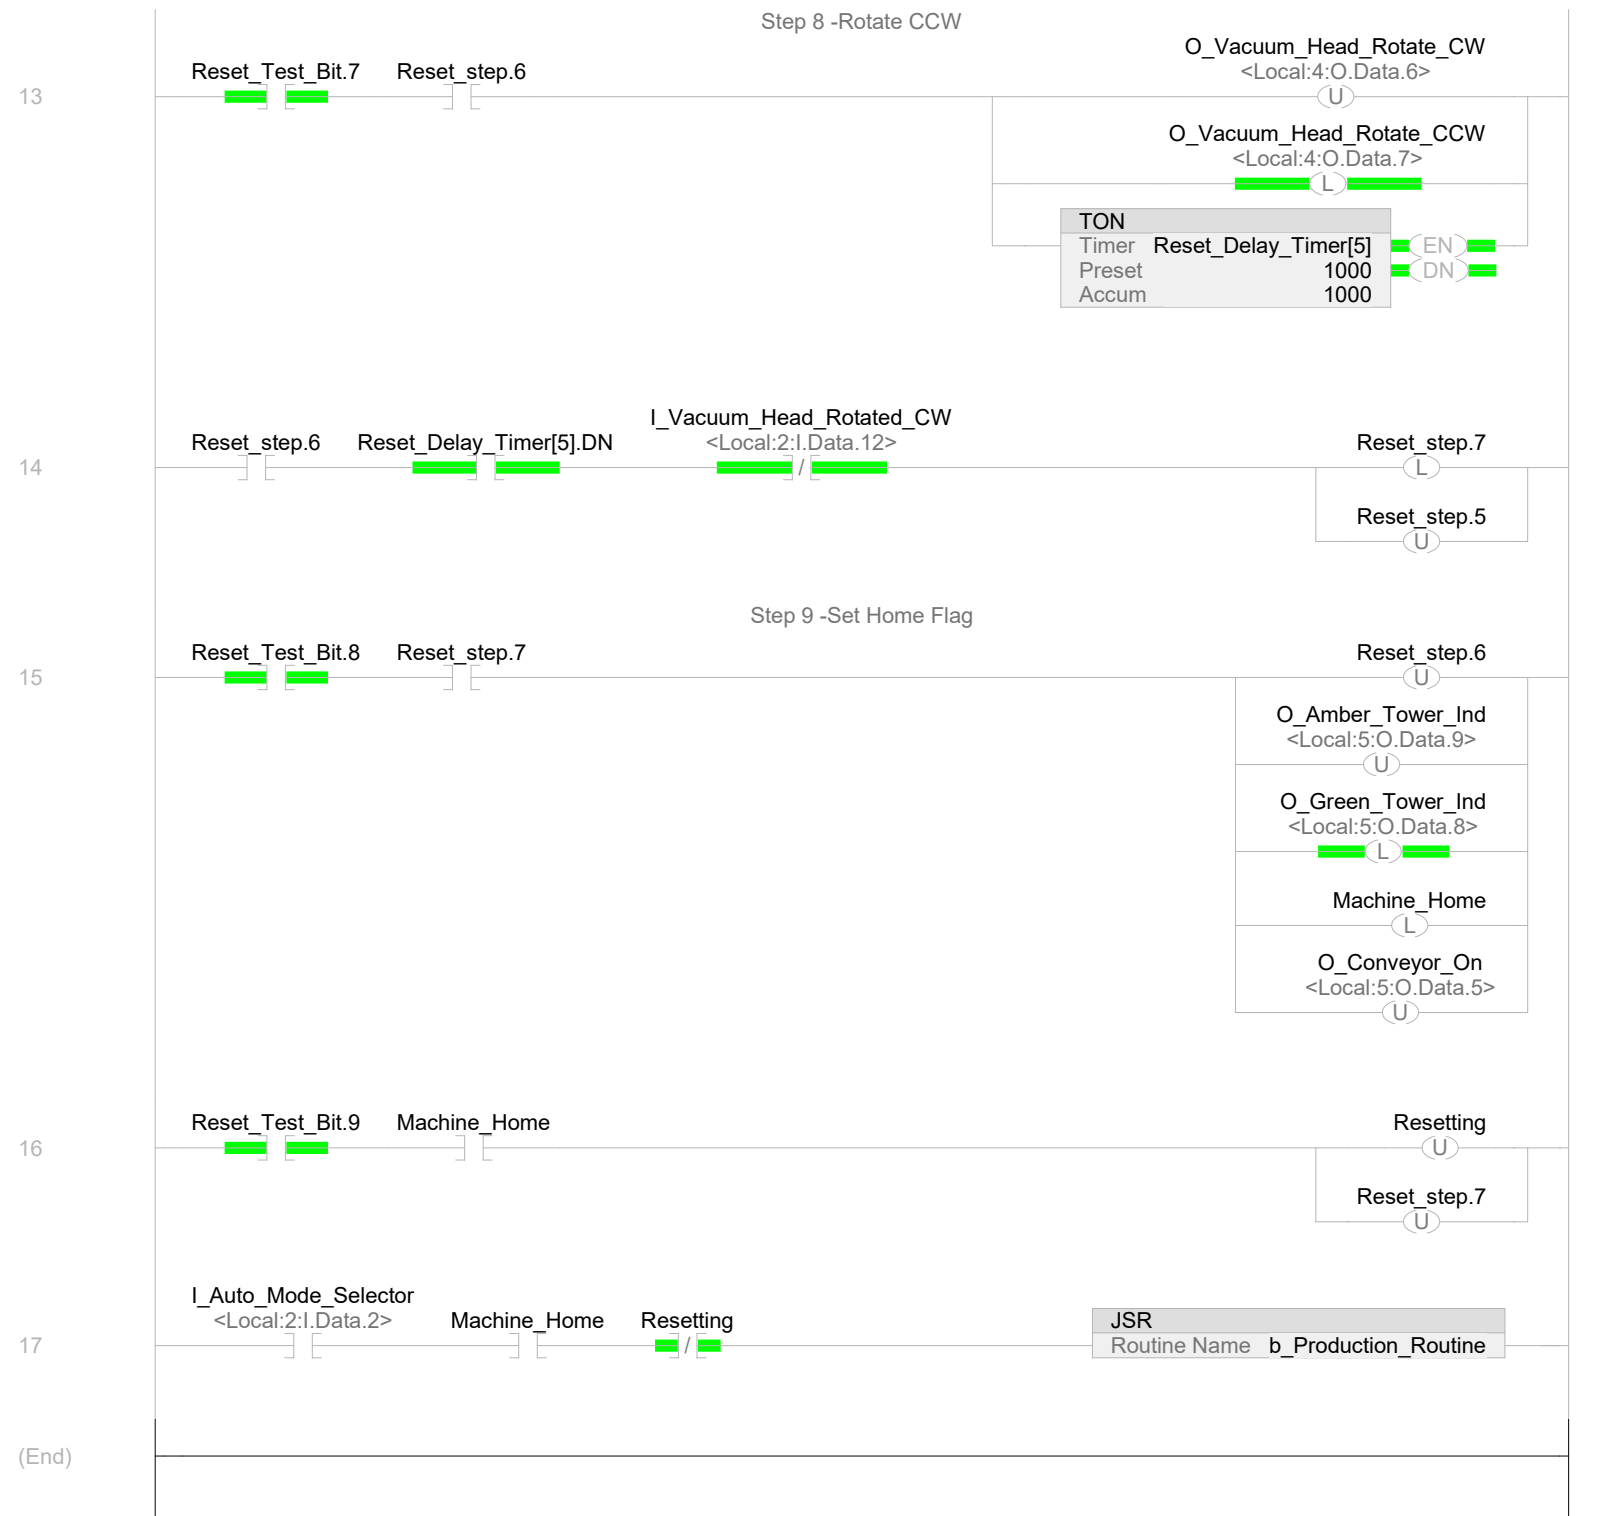 Step 8 -Rotate CCW
O_Vacuum_Head_Rotate_CW
Reset_Test_Bit.7 Reset_step.6 <Local:4:O.Data.6>
13 U
O_Vacuum_Head_Rotate_CCW
<Local:4:O.Data.7>
L
TON
Timer Reset_Delay_Timer[5] EN
Preset 1000 DN
Accum 1000
I_Vacuum_Head_Rotated_CW
Reset_step.6 Reset_Delay_Timer[5].DN <Local:2:I.Data.12> Reset_step.7
14 / L
Reset_step.5
U
Step 9 -Set Home Flag
Reset_Test_Bit.8 Reset_step.7 Reset_step.6
15 U
O_Amber_Tower_Ind
<Local:5:O.Data.9>
U
O_Green_Tower_Ind
<Local:5:O.Data.8>
L
Machine_Home
L
O_Conveyor_On
<Local:5:O.Data.5>
U
Reset_Test_Bit.9 Machine_Home Resetting
16 U
Reset_step.7
U
I_Auto_Mode_Selector
<Local:2:I.Data.2> Machine_Home Resetting JSR
17 / Routine Name b_Production_Routine
(End)